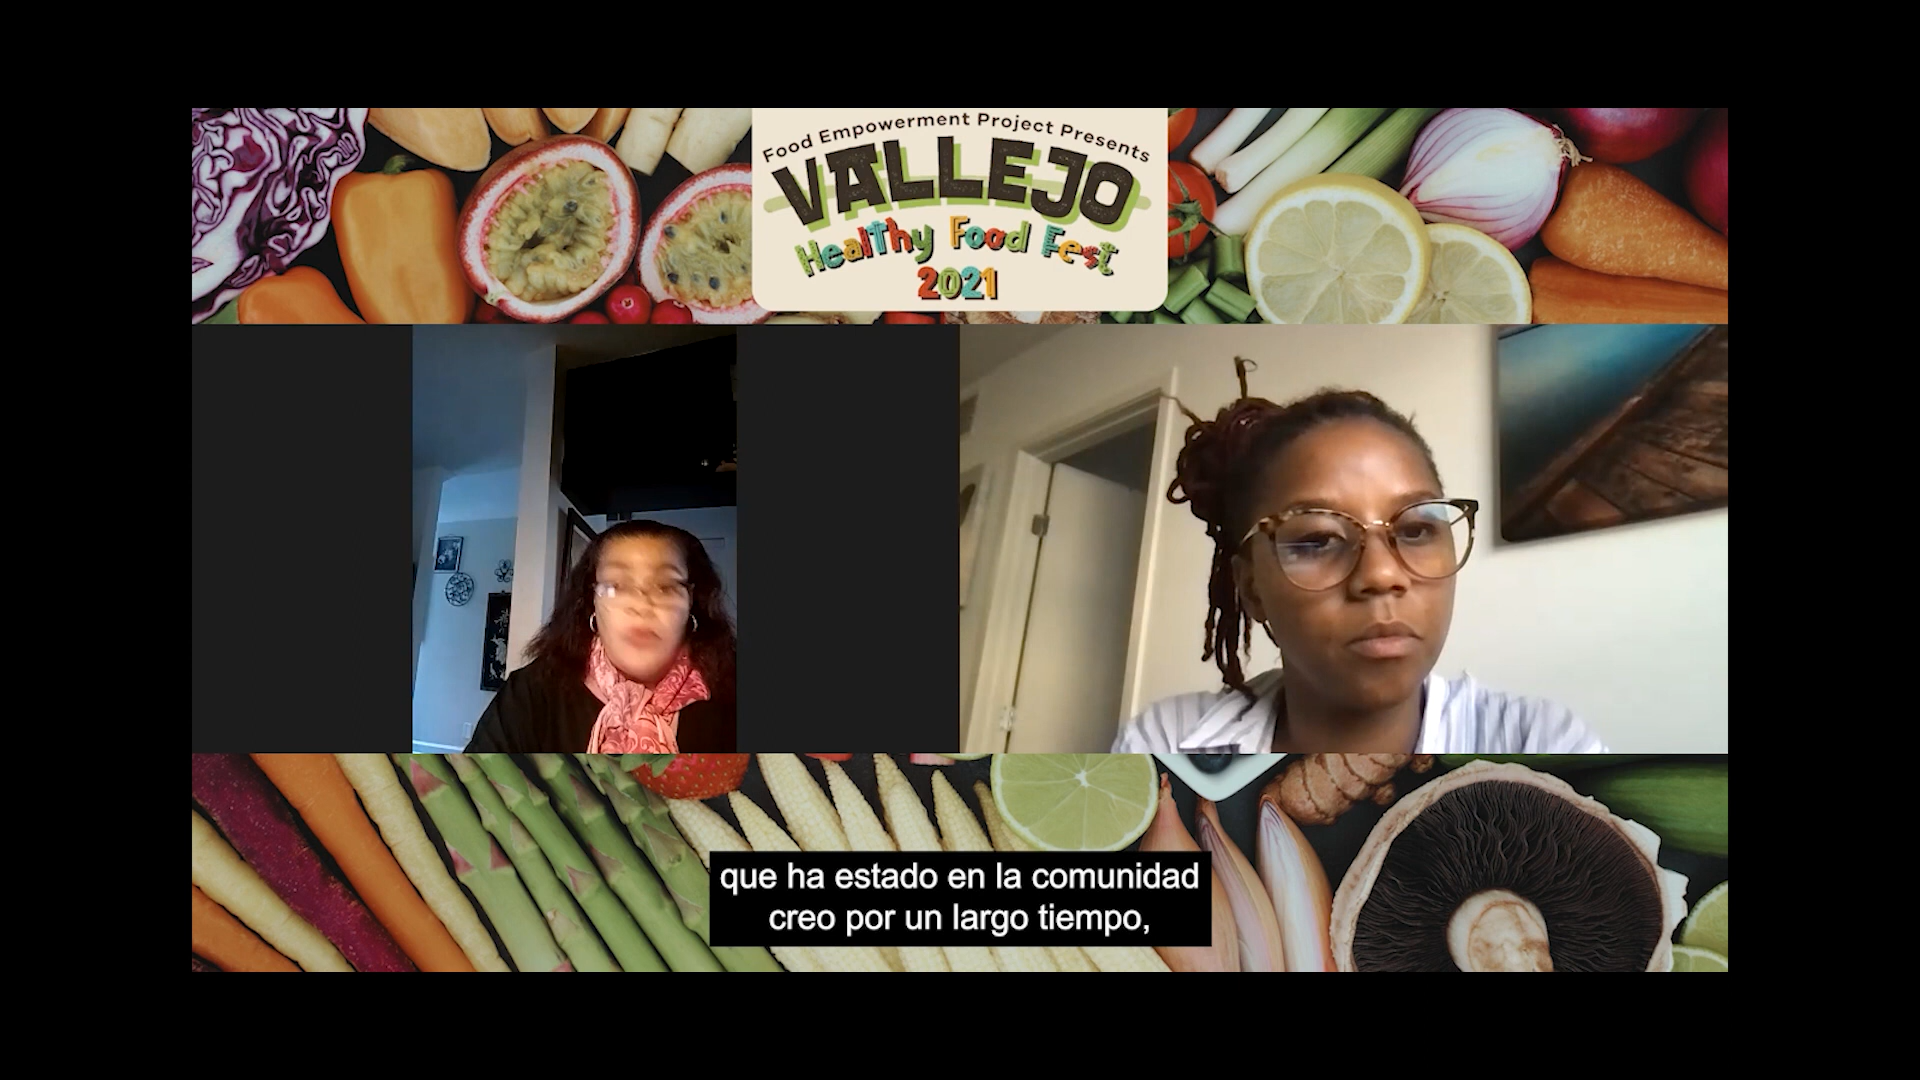 Food Empowerment Project Presents
VALLEJO
Healthy Food Fest
2021
que ha estado en la comunidad
creo por un largo tiempo,